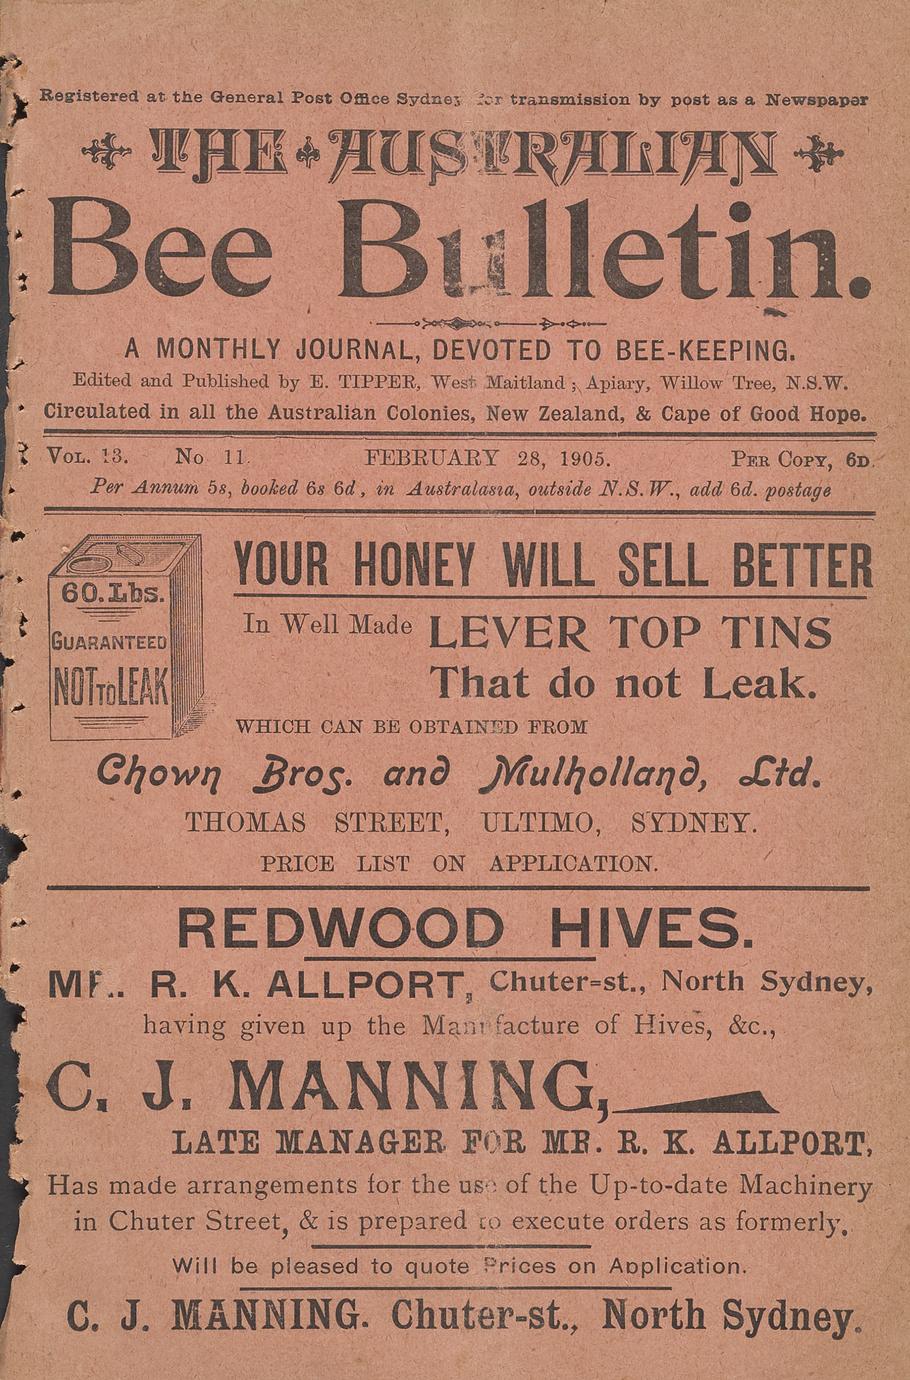 Registered at the General Post Office Sydney for transmission by post as a Newspaper
THE AUSTRALIAN
Bee Bulletin.
A MONTHLY JOURNAL, DEVOTED TO BEE-KEEPING.
Edited and Published by E. TIPPER, West Maitland ; Apiary, Willow Tree, N.S.W.
Circulated in all the Australian Colonies, New Zealand, & Cape of Good Hope.
VOL. 13. No 11. FEBRUARY 28, 1905. PER COPY, 6D.
Per Annum 5s, booked 6s 6d, in Australasia, outside N.S.W., add 6d. postage
60. Lbs.
GUARANTEED
NOT TO LEAK
YOUR HONEY WILL SELL BETTER
In Well Made LEVER TOP TINS
That do not Leak.
WHICH CAN BE OBTAINED FROM
Chown Bros. and Mulholland, Ltd.
THOMAS STREET, ULTIMO, SYDNEY.
PRICE LIST ON APPLICATION.
REDWOOD HIVES.
MR. R. K. ALLPORT, Chuter=st., North Sydney,
having given up the Manufacture of Hives, &c.,
C. J. MANNING,
LATE MANAGER FOR MR. R. K. ALLPORT,
Has made arrangements for the use of the Up-to-date Machinery
in Chuter Street, & is prepared to execute orders as formerly.
Will be pleased to quote Prices on Application.
C. J. MANNING. Chuter-st., North Sydney.